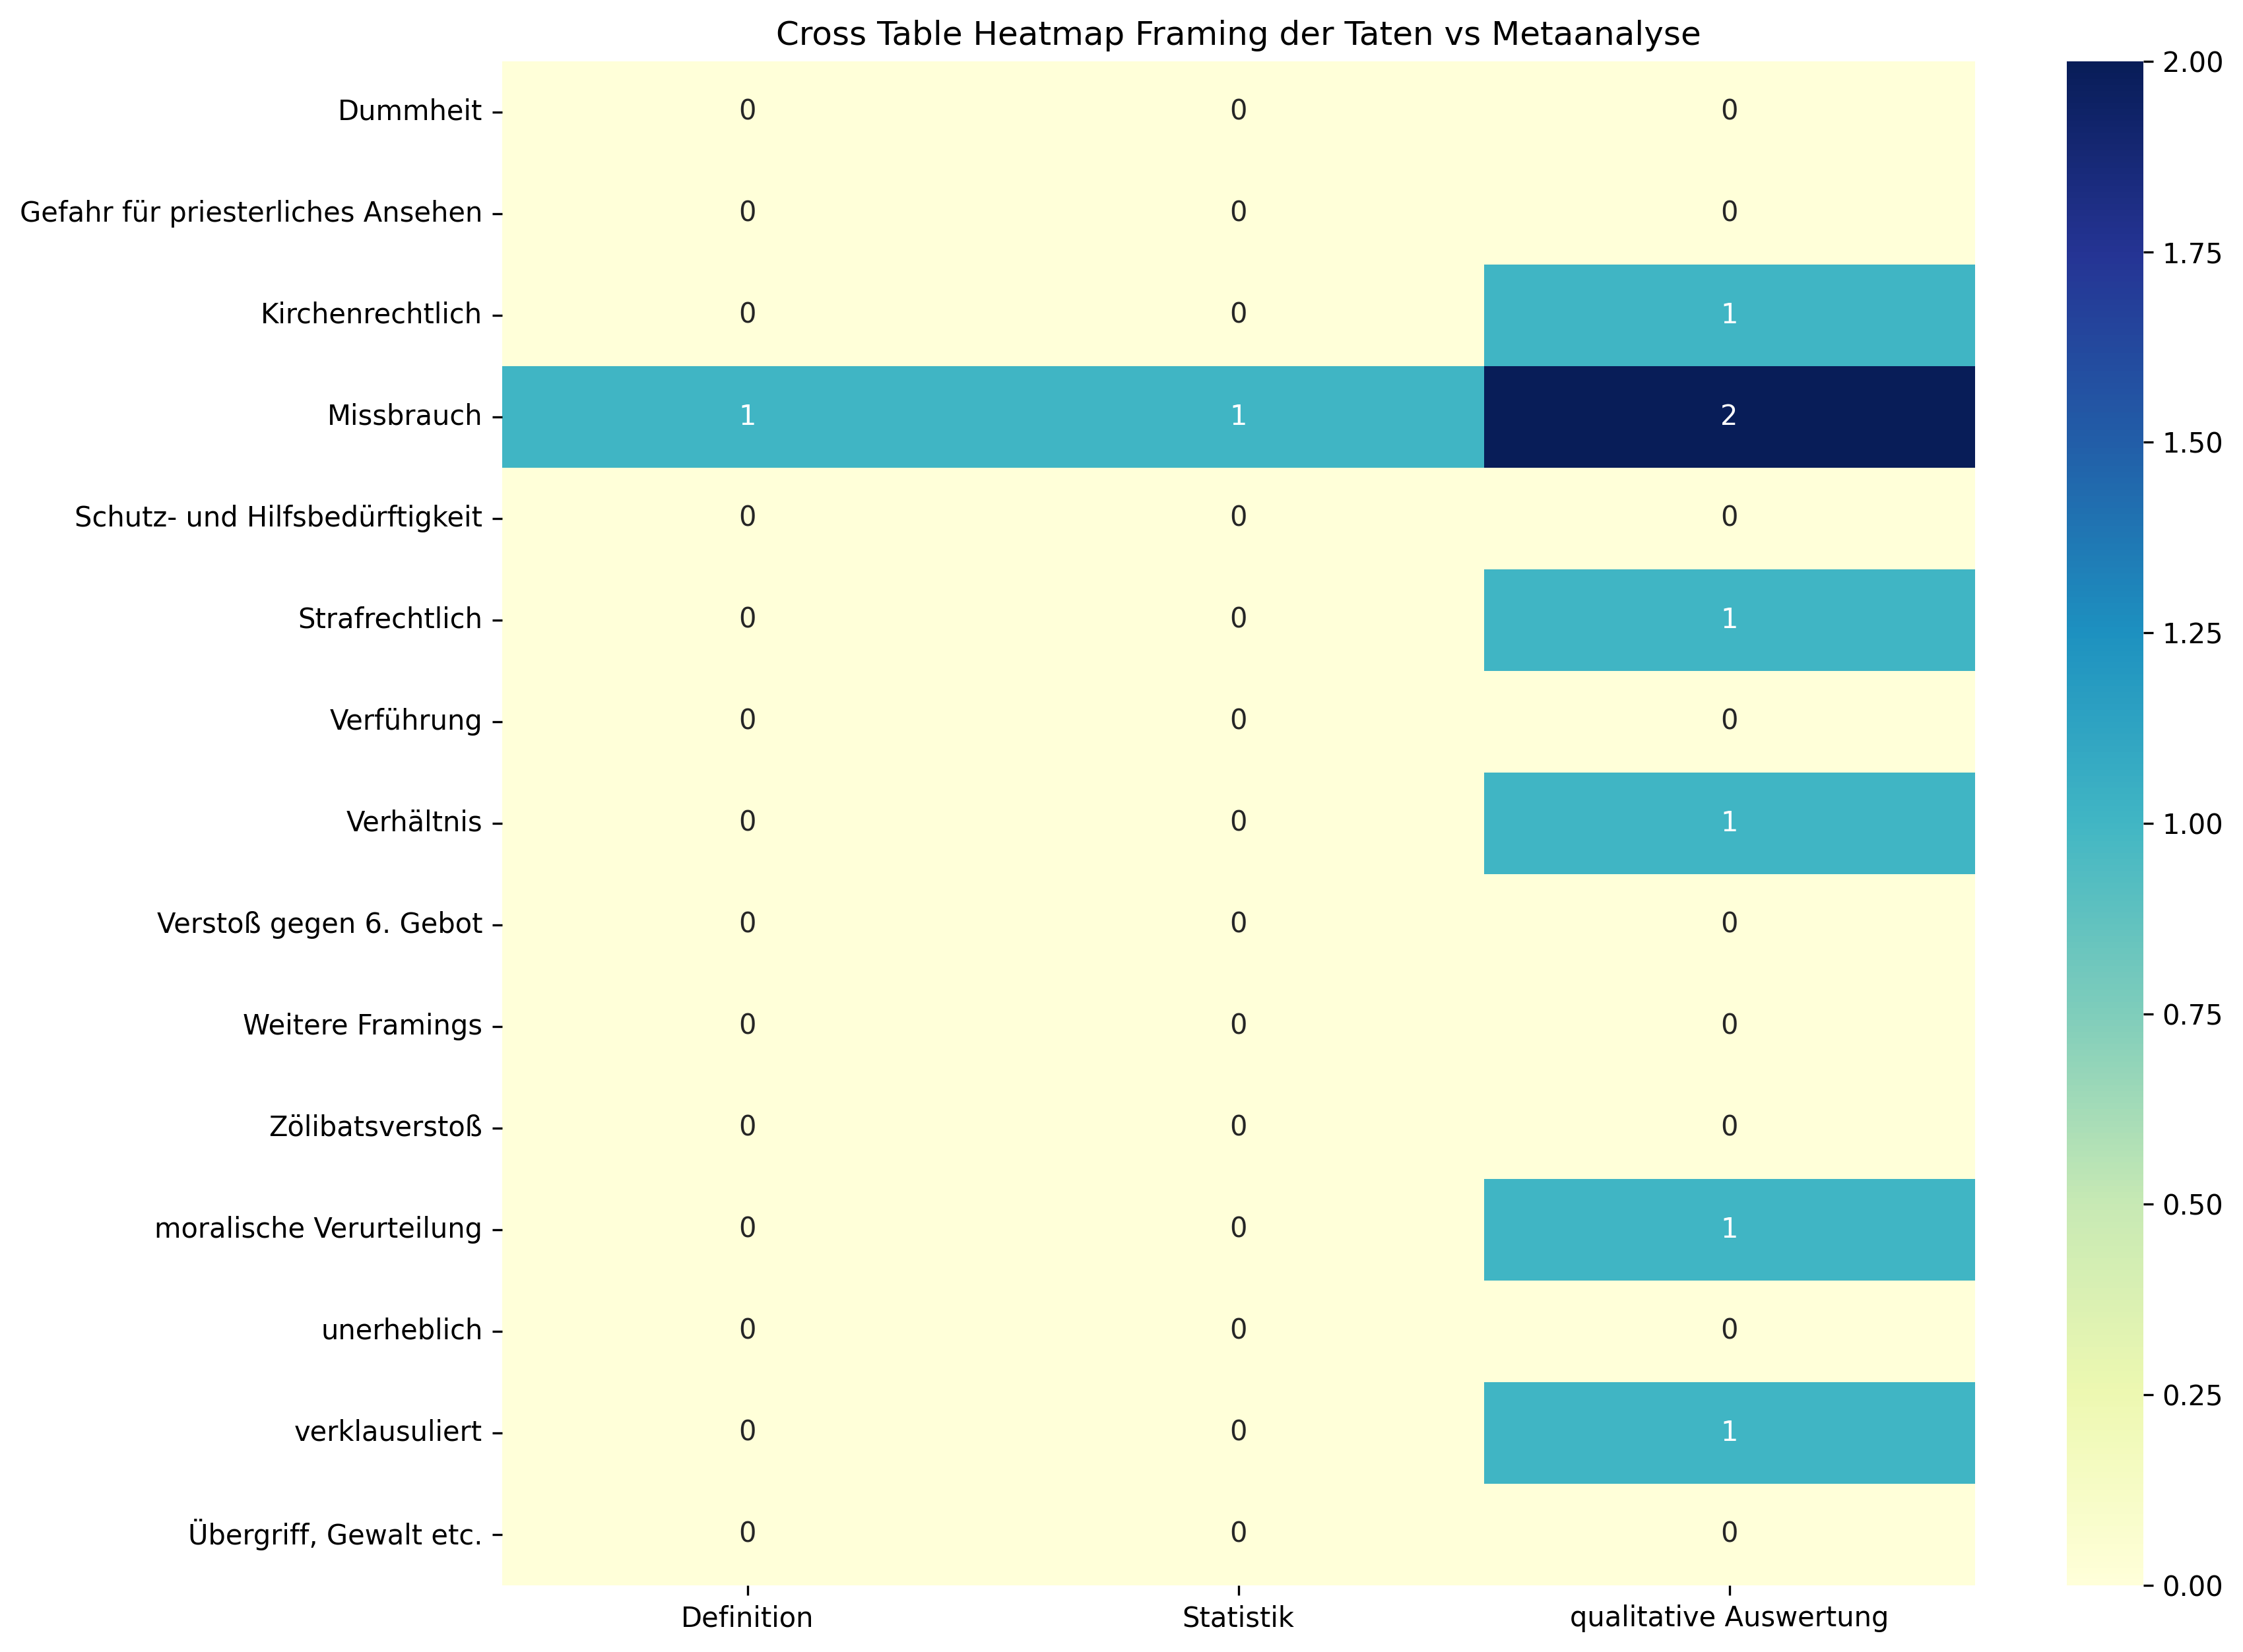 Cross Table Heatmap Framing der Taten vs Metaanalyse
Dummheit 0 0 0
Gefahr für priesterliches Ansehen 0 0 0
Kirchenrechtlich 0 0 1
Missbrauch 1 1 2
Schutz- und Hilfsbedürftigkeit 0 0 0
Strafrechtlich 0 0 1
Verführung 0 0 0
Verhältnis 0 0 1
Verstoß gegen 6. Gebot 0 0 0
Weitere Framings 0 0 0
Zölibatsverstoß 0 0 0
moralische Verurteilung 0 0 1
unerheblich 0 0 0
verklausuliert 0 0 1
Übergriff, Gewalt etc. 0 0 0
Definition Statistik qualitative Auswertung
2.00
1.75
1.50
1.25
1.00
0.75
0.50
0.25
0.00